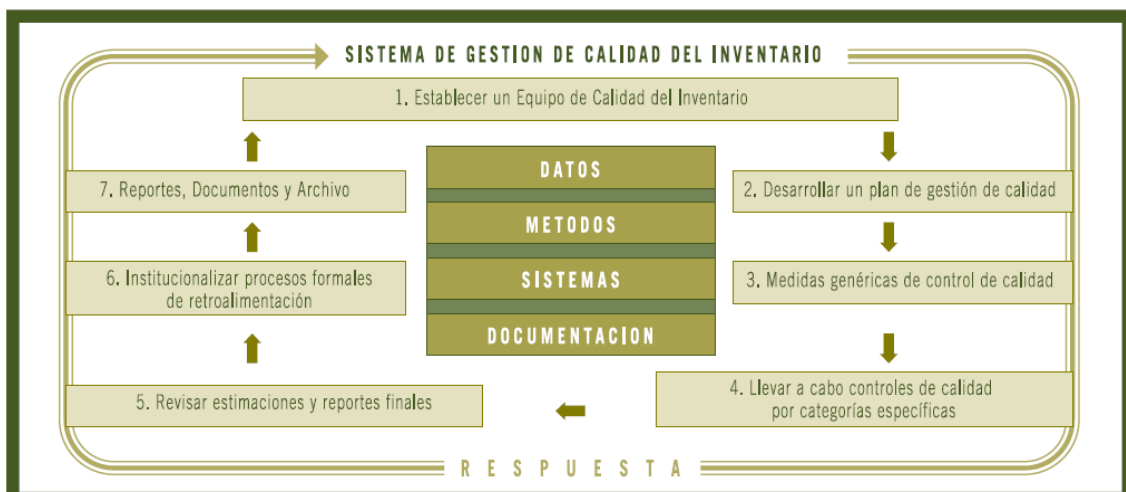 SISTEMA DE GESTION DE CALIDAD DEL INVENTARIO
1. Establecer un Equipo de Calidad del Inventario
2. Desarrollar un plan de gestión de calidad
3. Medidas genéricas de control de calidad
4. Llevar a cabo controles de calidad
por categorías específicas
5. Revisar estimaciones y reportes finales
6. Institucionalizar procesos formales
de retroalimentación
7. Reportes, Documentos y Archivo
DATOS
METODOS
SISTEMAS
DOCUMENTACION
RESPUESTA